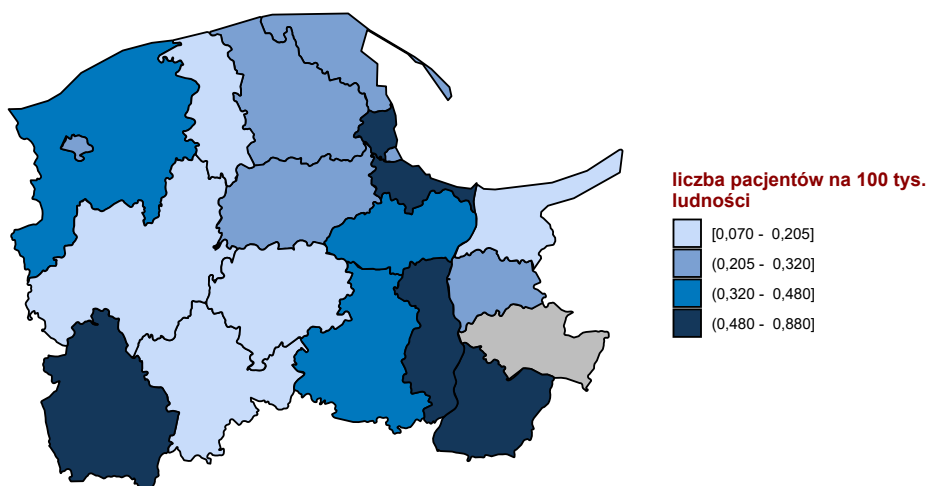 liczba pacjentów na 100 tys.
ludności
[0,070 - 0,205]
(0,205 - 0,320]
(0,320 - 0,480]
(0,480 - 0,880]